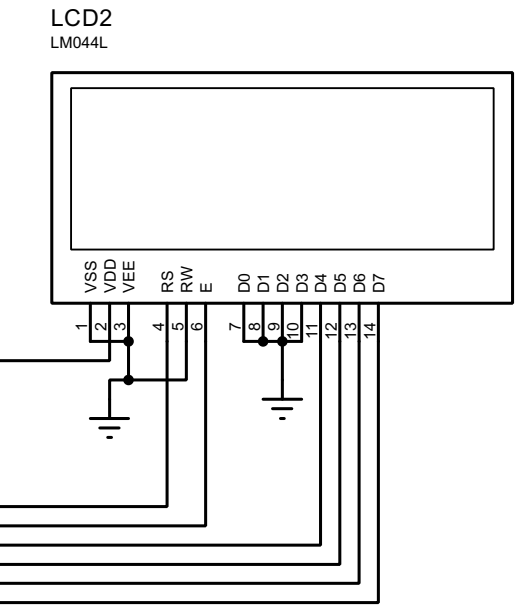 LCD2
LM044L
VSS VDD VEE RS RW E D0 D1 D2 D3 D4 D5 D6 D7
1 2 3 4 5 6 7 8 9 10 11 12 13 14